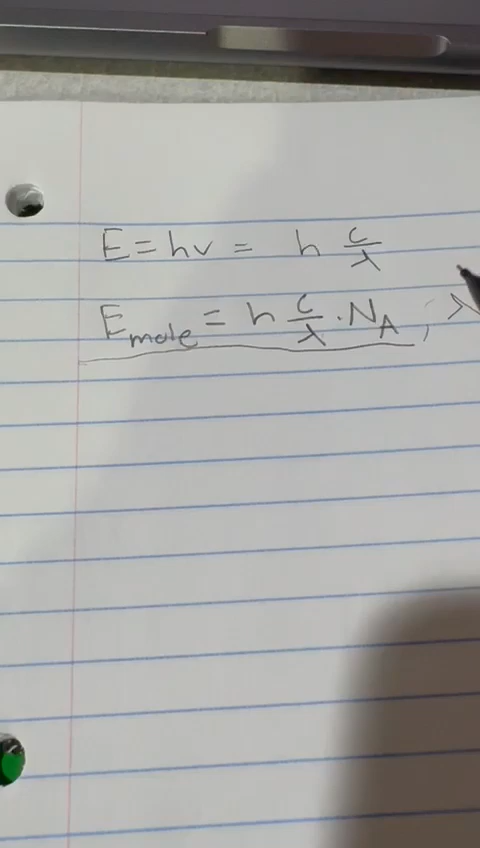 E = hν = h c/λ
E_mole = h c/λ · N_A ; λ